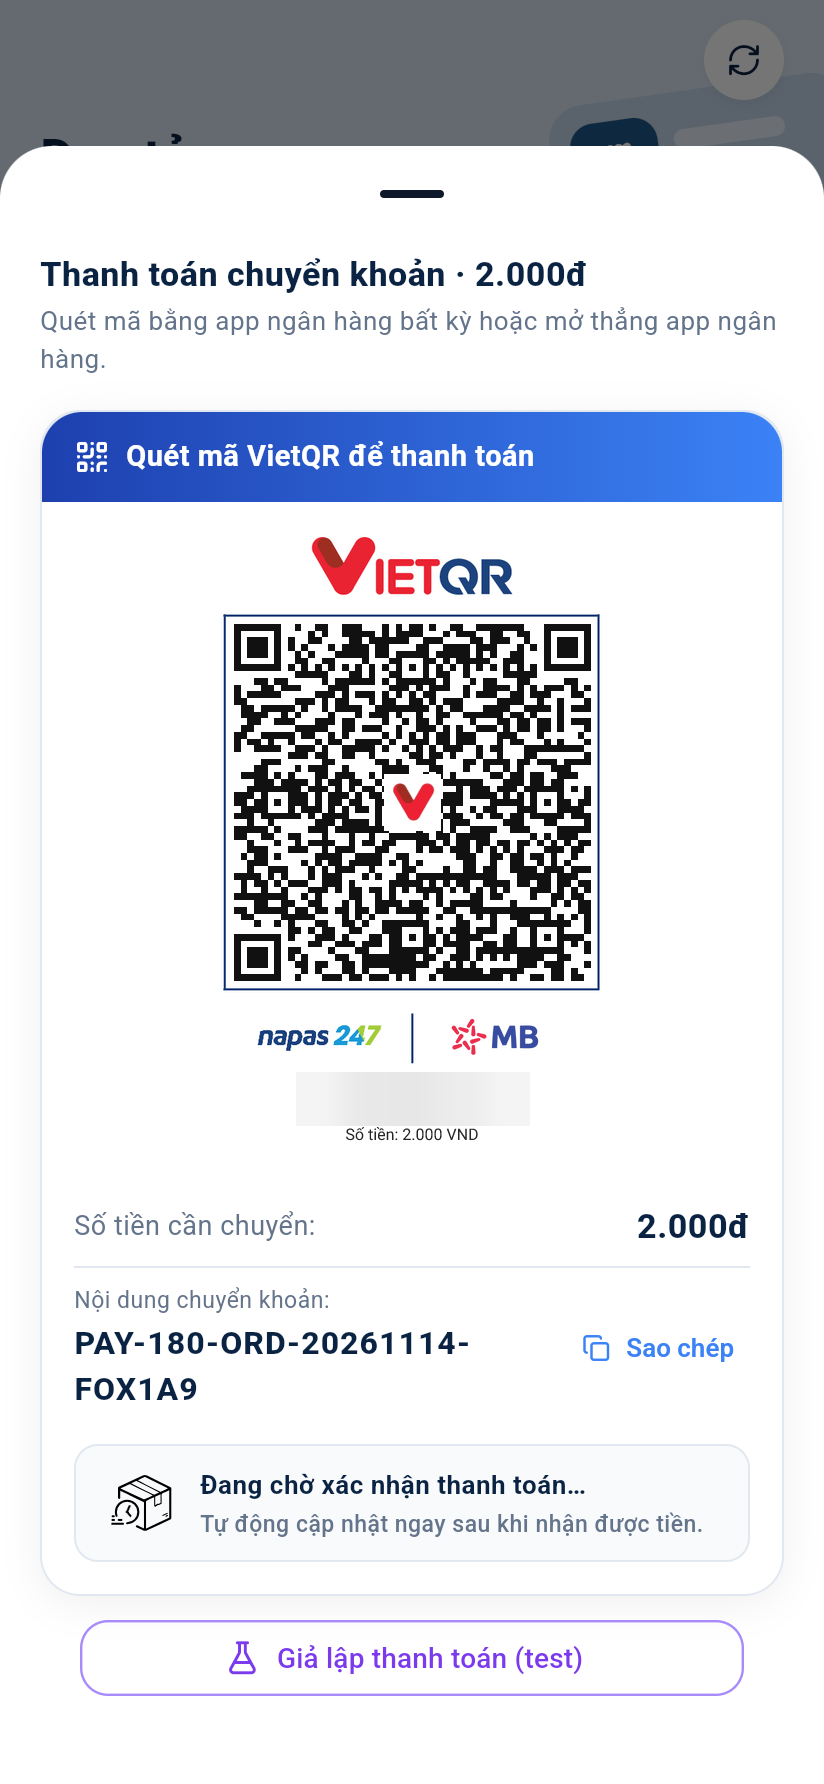 Thanh toán chuyển khoản · 2.000đ
Quét mã bằng app ngân hàng bất kỳ hoặc mở thẳng app ngân
hàng.
Quét mã VietQR để thanh toán
VIETQR
napas 247
MB
Số tiền: 2.000 VND
Số tiền cần chuyển:
2.000đ
Nội dung chuyển khoản:
PAY-180-ORD-20261114-
FOX1A9
Sao chép
Đang chờ xác nhận thanh toán...
Tự động cập nhật ngay sau khi nhận được tiền.
Giả lập thanh toán (test)